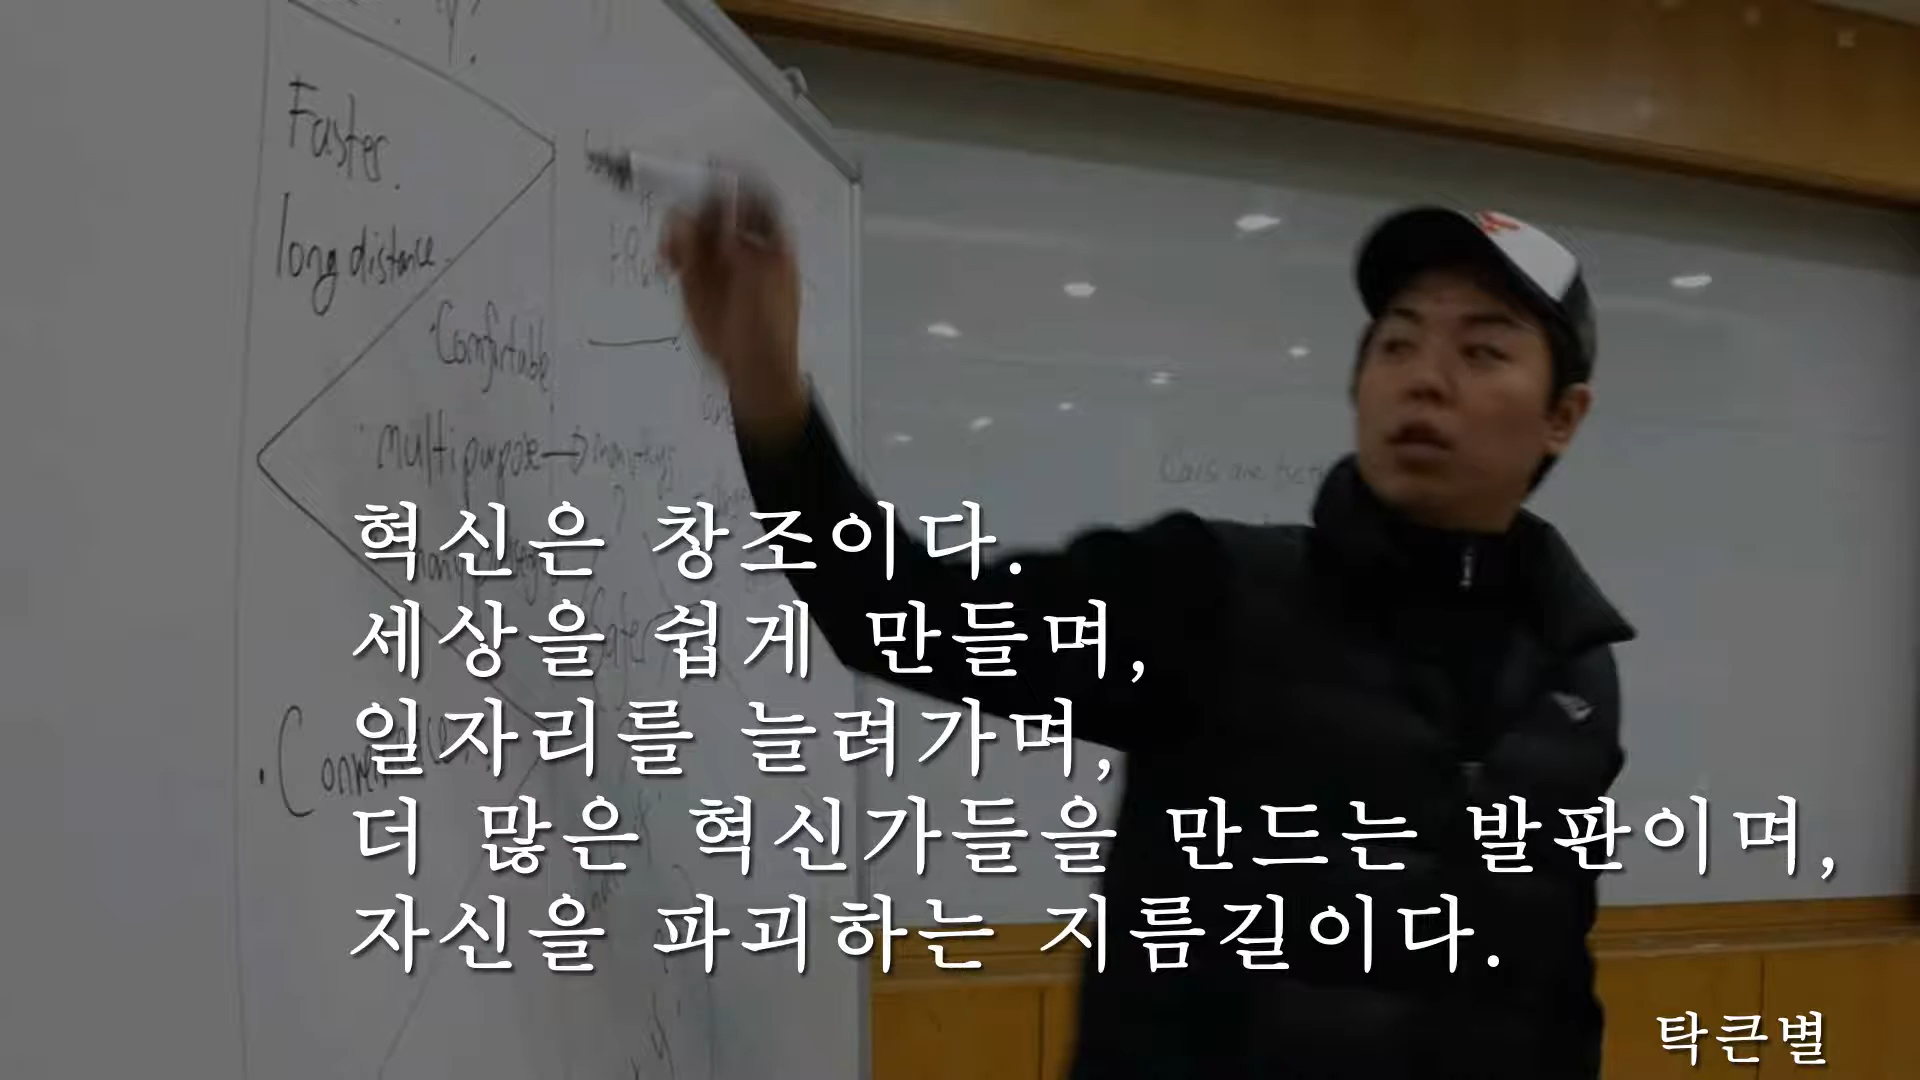 Faster
long distance
Comfortable
multipurpose
혁신은 창조이다.
세상을 쉽게 만들며,
일자리를 늘려가며,
더 많은 혁신가들을 만드는 발판이며,
자신을 파괴하는 지름길이다.
탁큰별